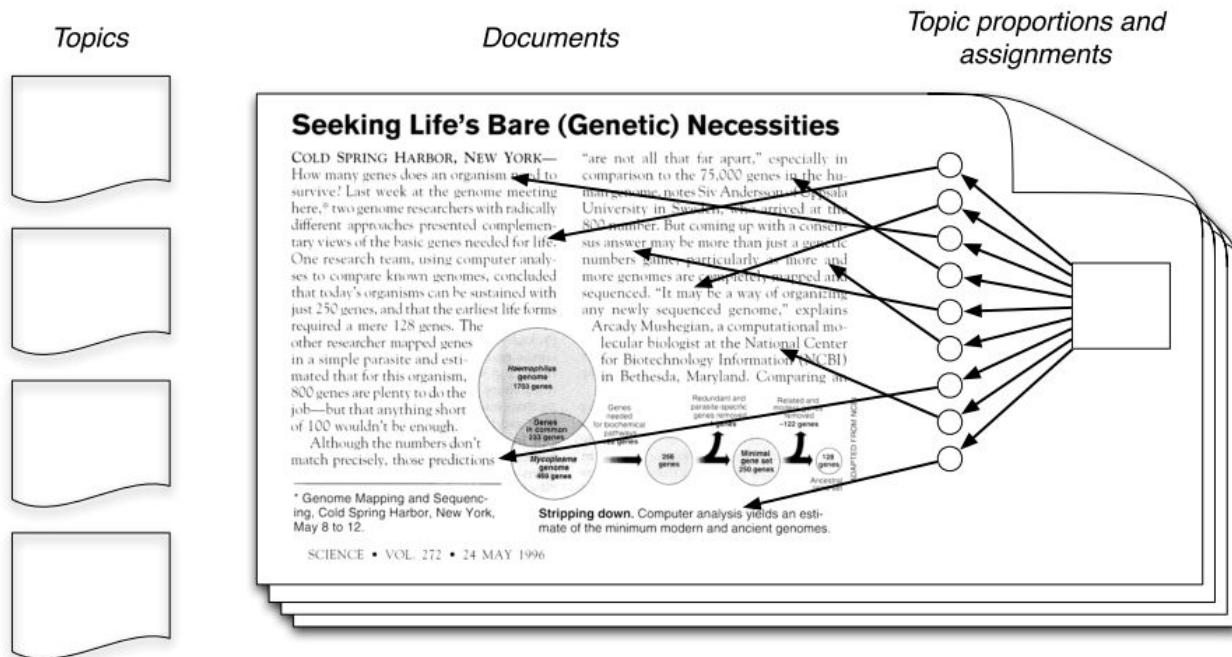 Topics
Documents
Topic proportions and
assignments
Seeking Life's Bare (Genetic) Necessities
COLD SPRING HARBOR, NEW YORK—
How many genes does an organism need to
survive? Last week at the genome meeting
here,* two genome researchers with radically
different approaches presented complemen-
tary views of the basic genes needed for life.
One research team, using computer analy-
ses to compare known genomes, concluded
that today's organisms can be sustained with
just 250 genes, and that the earliest life forms
required a mere 128 genes. The
other researcher mapped genes
in a simple parasite and esti-
mated that for this organism,
800 genes are plenty to do the
job—but that anything short
of 100 wouldn't be enough.
Although the numbers don't
match precisely, those predictions
* Genome Mapping and Sequenc-
ing, Cold Spring Harbor, New York,
May 8 to 12.
"are not all that far apart," especially in
comparison to the 75,000 genes in the hu-
man genome, notes Siv Andersson of Uppsala
University in Sweden, who arrived at the
800 number. But coming up with a consen-
sus answer may be more than just a genetic
numbers game, particularly as more and
more genomes are completely mapped and
sequenced. "It may be a way of organizing
any newly sequenced genome," explains
Arcady Mushegian, a computational mo-
lecular biologist at the National Center
for Biotechnology Information (NCBI)
in Bethesda, Maryland. Comparing an
Haemophilus
genome
1703 genes
Genes
in common
233 genes
Mycoplasma
genome
469 genes
Genes
needed
for biochemical
pathways
genes
256
genes
Redundant and
parasite-specific
genes removed
genes
Minimal
gene set
250 genes
Related and
modern genes
removed
–122 genes
128
genes
Ancestral
gene set
ADAPTED FROM NCBI
Stripping down. Computer analysis yields an esti-
mate of the minimum modern and ancient genomes.
SCIENCE • VOL. 272 • 24 MAY 1996